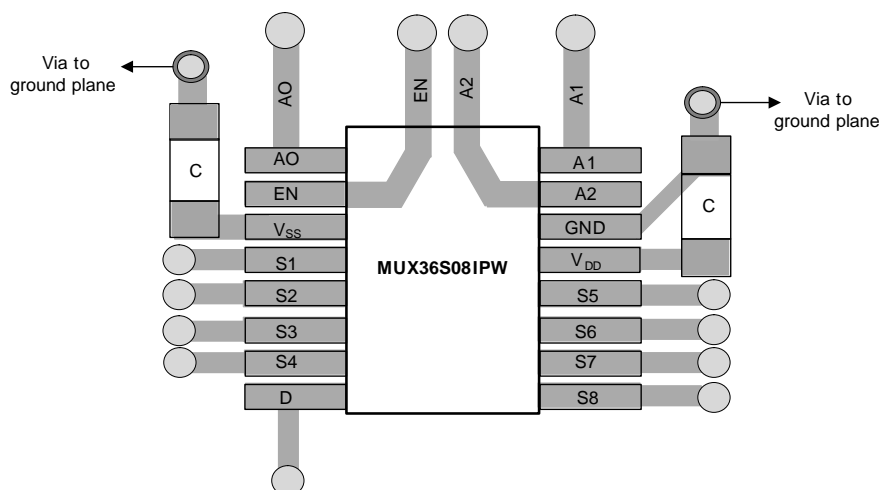 Via to
ground plane
AO
EN
A2
A1
Via to
ground plane
C
AO
EN
VSS
S1
S2
S3
S4
D
MUX36S08IPW
A1
A2
GND
VDD
S5
S6
S7
S8
C